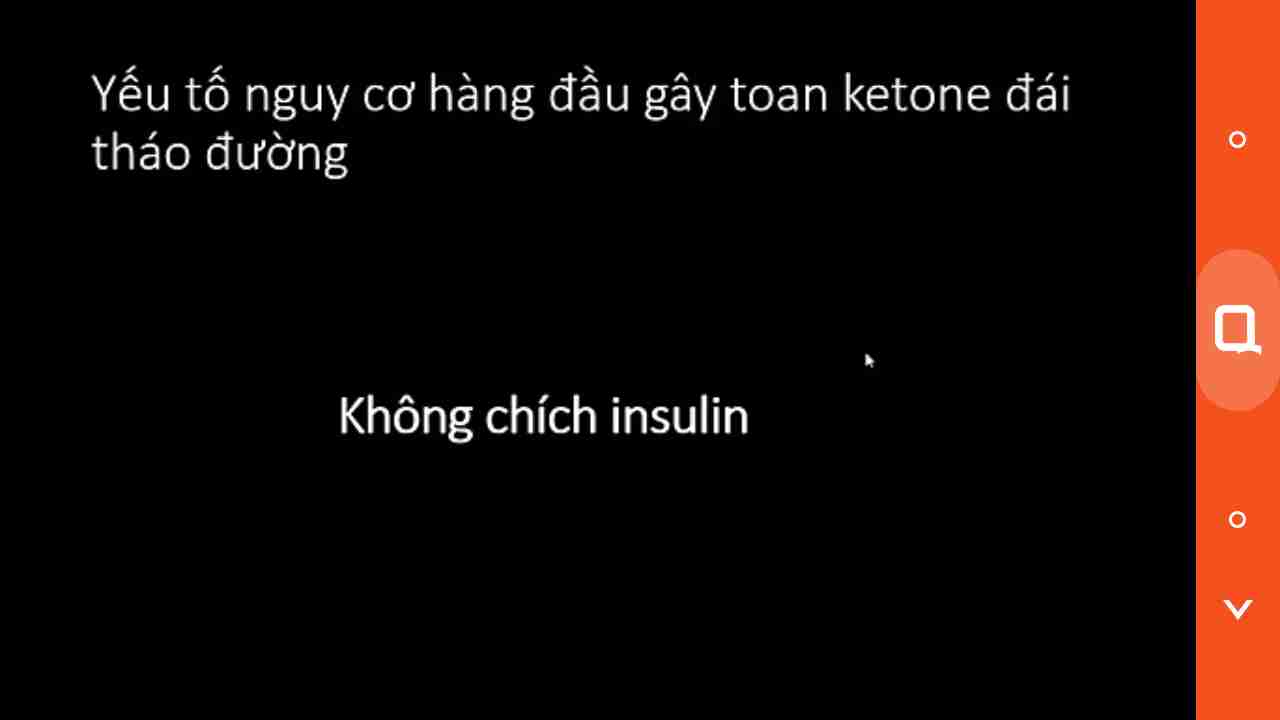 Yếu tố nguy cơ hàng đầu gây toan ketone đái
tháo đường
Không chích insulin